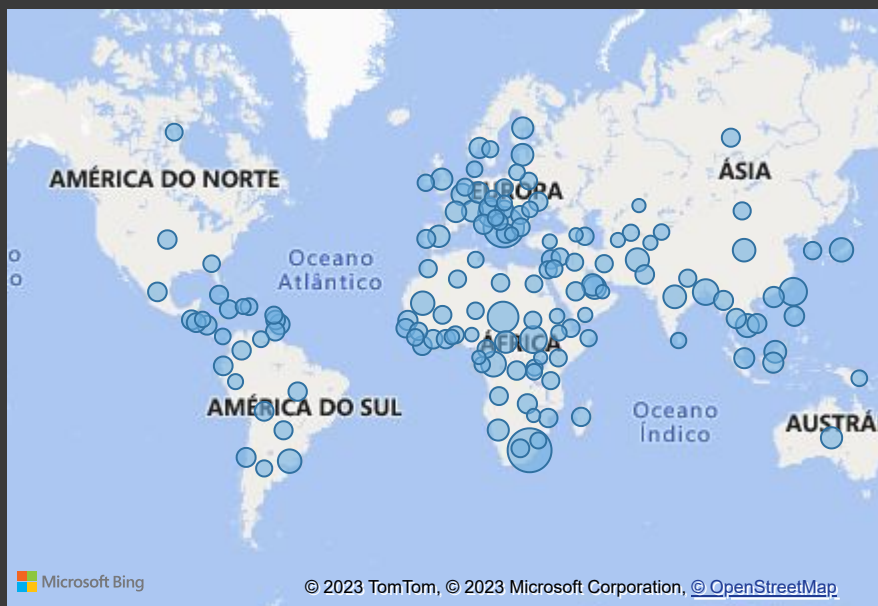 AMÉRICA DO NORTE
EUROPA
ÁSIA
o
o
Oceano
Atlântico
ÁFRICA
AMÉRICA DO SUL
Oceano
Índico
AUSTRÁ
Microsoft Bing
© 2023 TomTom, © 2023 Microsoft Corporation, © OpenStreetMap